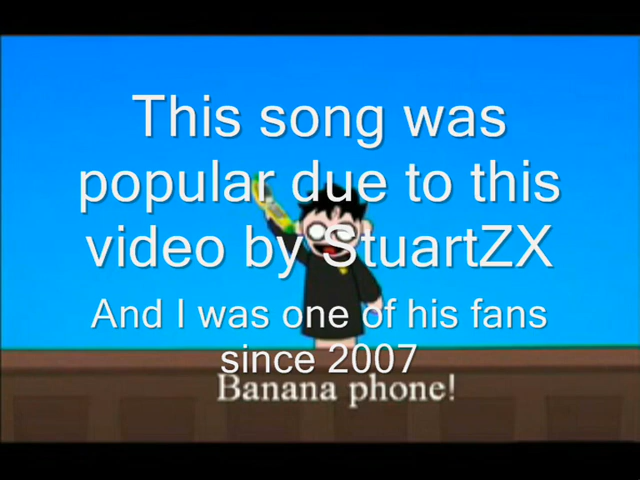 This song was
popular due to this
video by StuartZX
And I was one of his fans
since 2007
Banana phone!